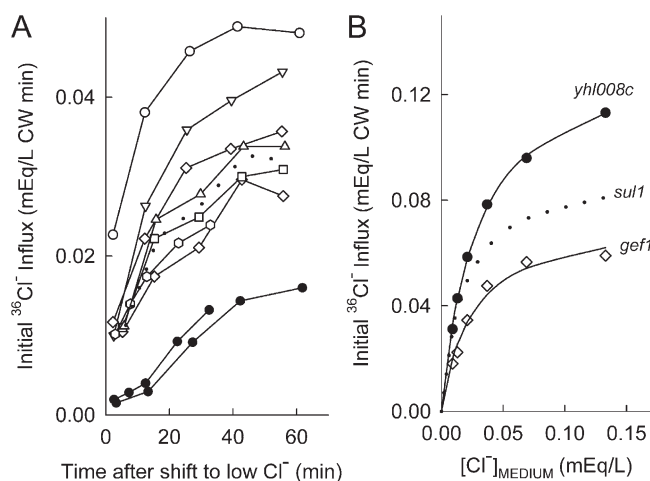 A
Initial ³⁶Cl⁻ Influx (mEq/L CW min)
0.04
0.02
0.00
0
20
40
60
Time after shift to low Cl⁻ (min)
B
Initial ³⁶Cl⁻ Influx (mEq/L CW min)
0.12
0.08
0.04
0.00
0.00
0.05
0.10
0.15
[Cl⁻]MEDIUM (mEq/L)
yhl008c
sul1
gef1